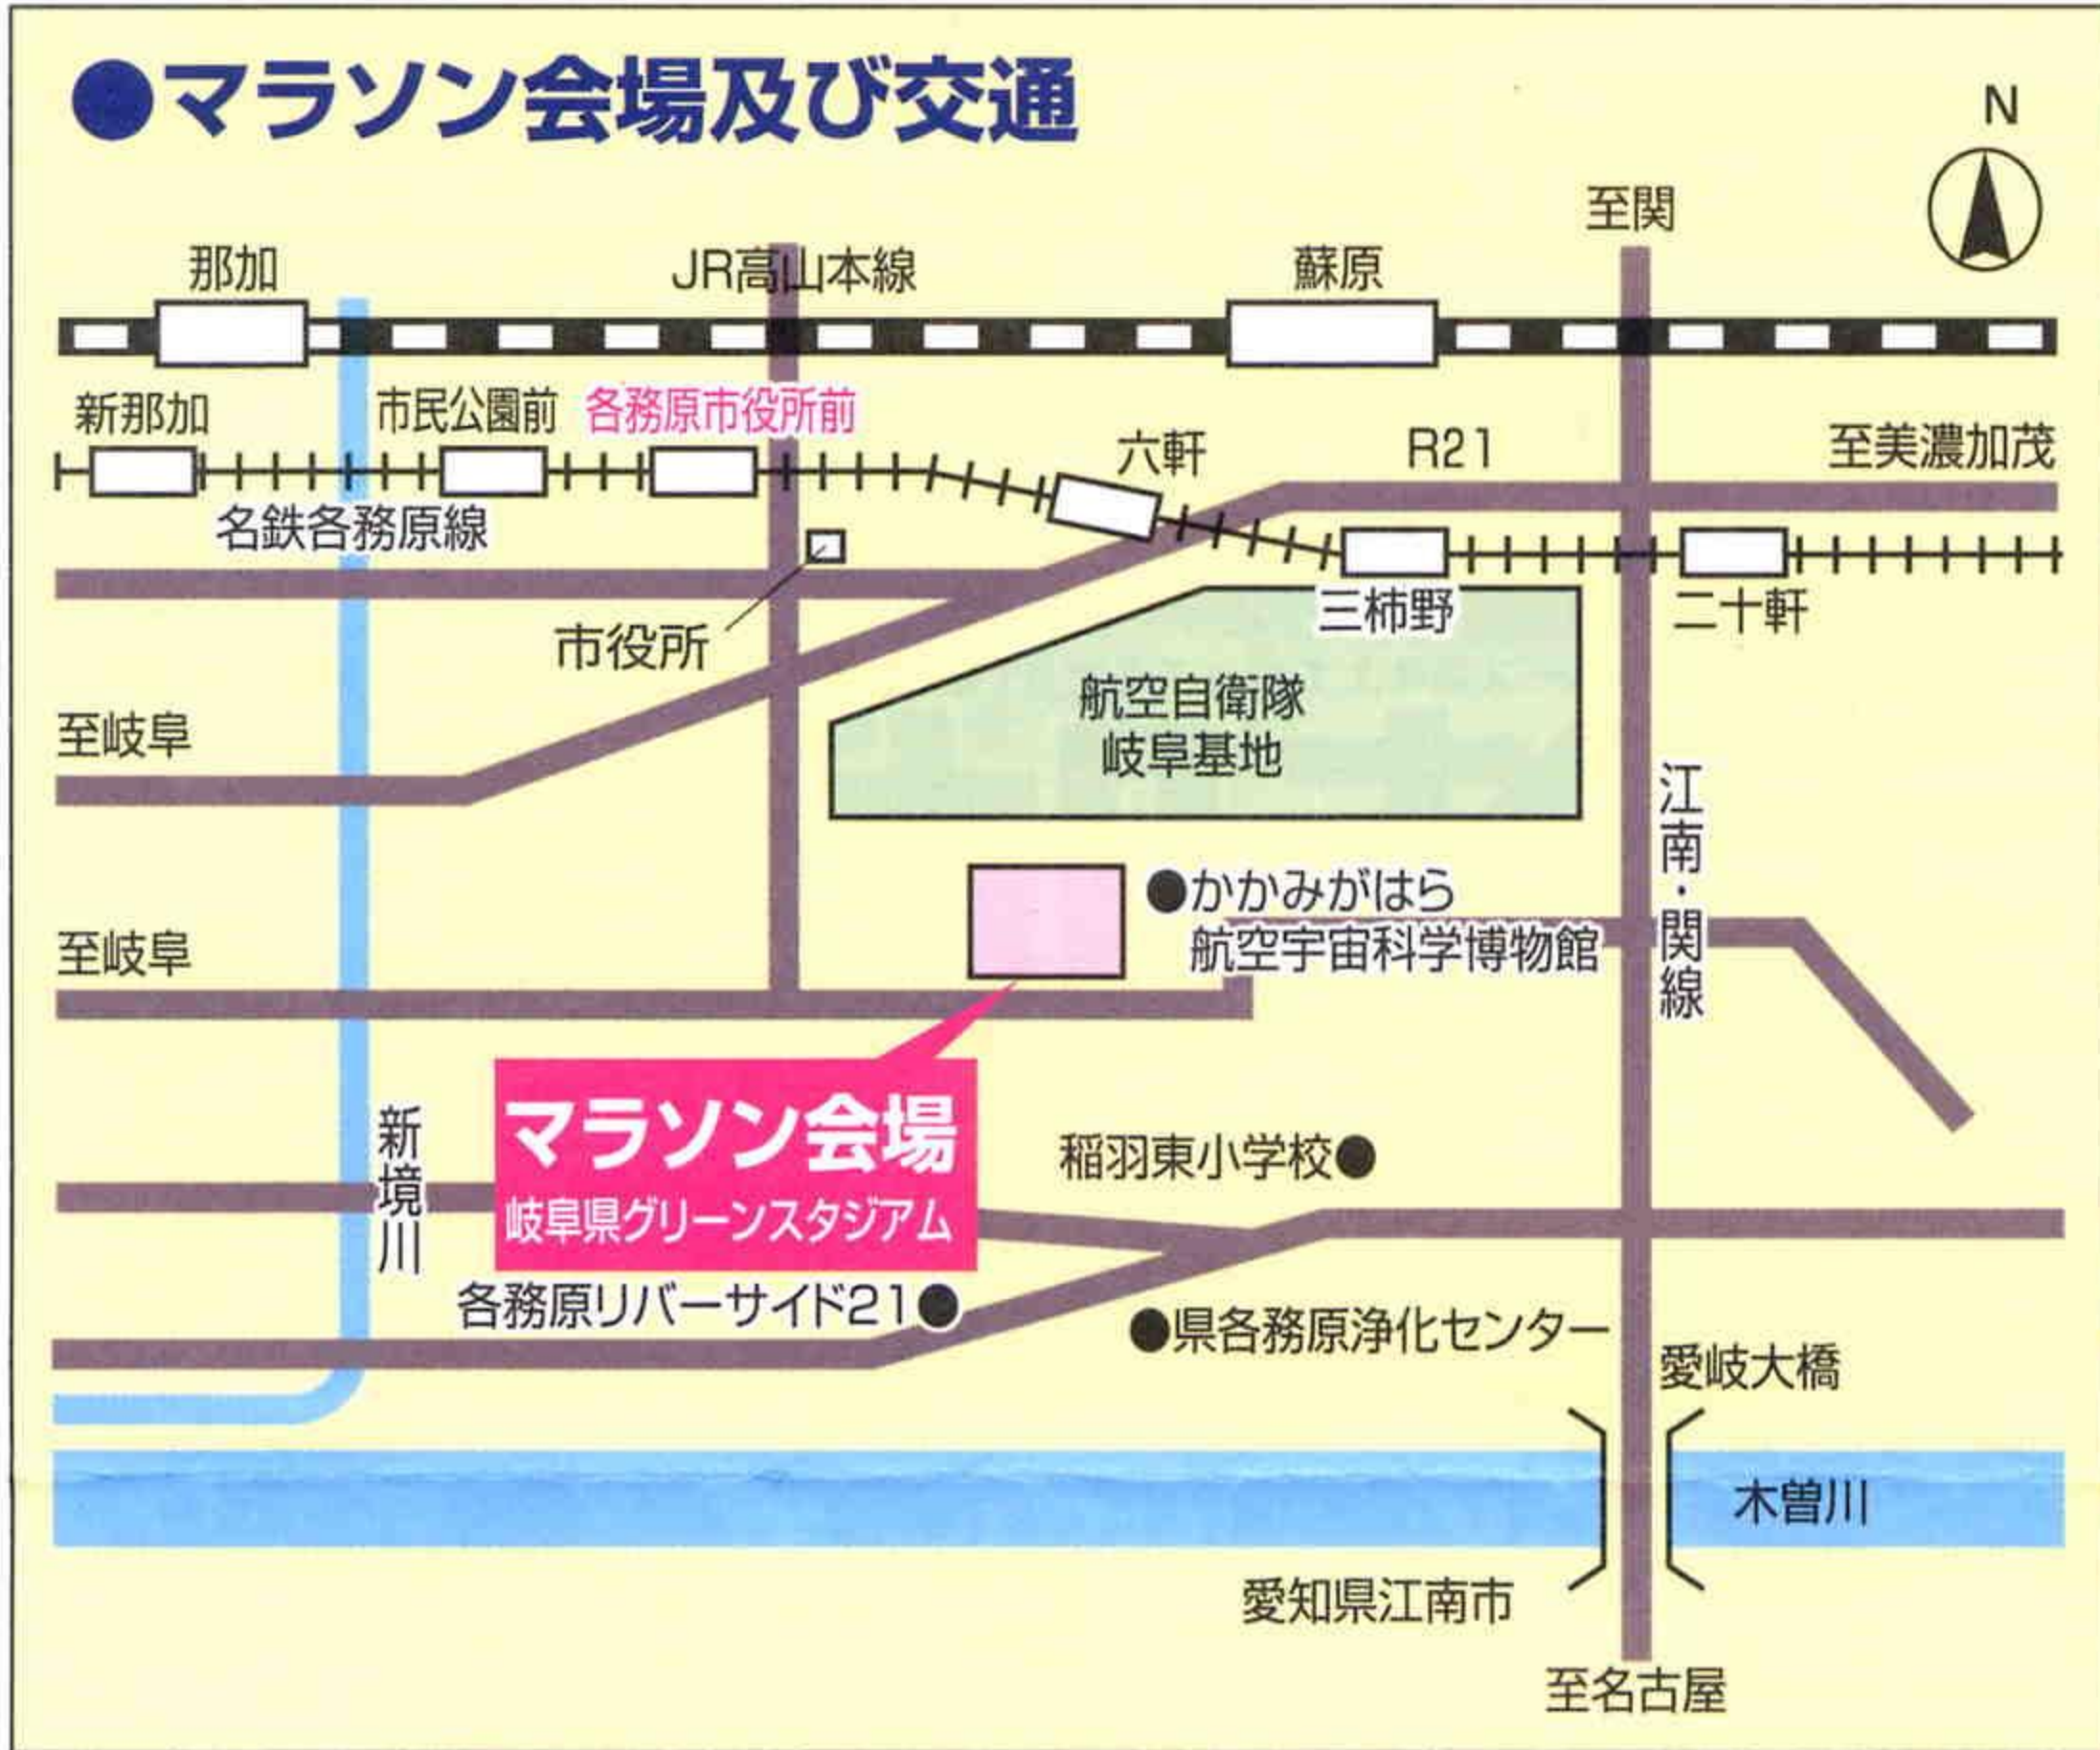 ●マラソン会場及び交通
N
至関
那加
JR高山本線
蘇原
新那加
市民公園前
各務原市役所前
六軒
R21
至美濃加茂
名鉄各務原線
市役所
三柿野
二十軒
至岐阜
航空自衛隊
岐阜基地
江南・関線
●かかみがはら
航空宇宙科学博物館
至岐阜
マラソン会場
岐阜県グリーンスタジアム
新境川
稲羽東小学校●
各務原リバーサイド21●
●県各務原浄化センター
愛岐大橋
木曽川
愛知県江南市
至名古屋